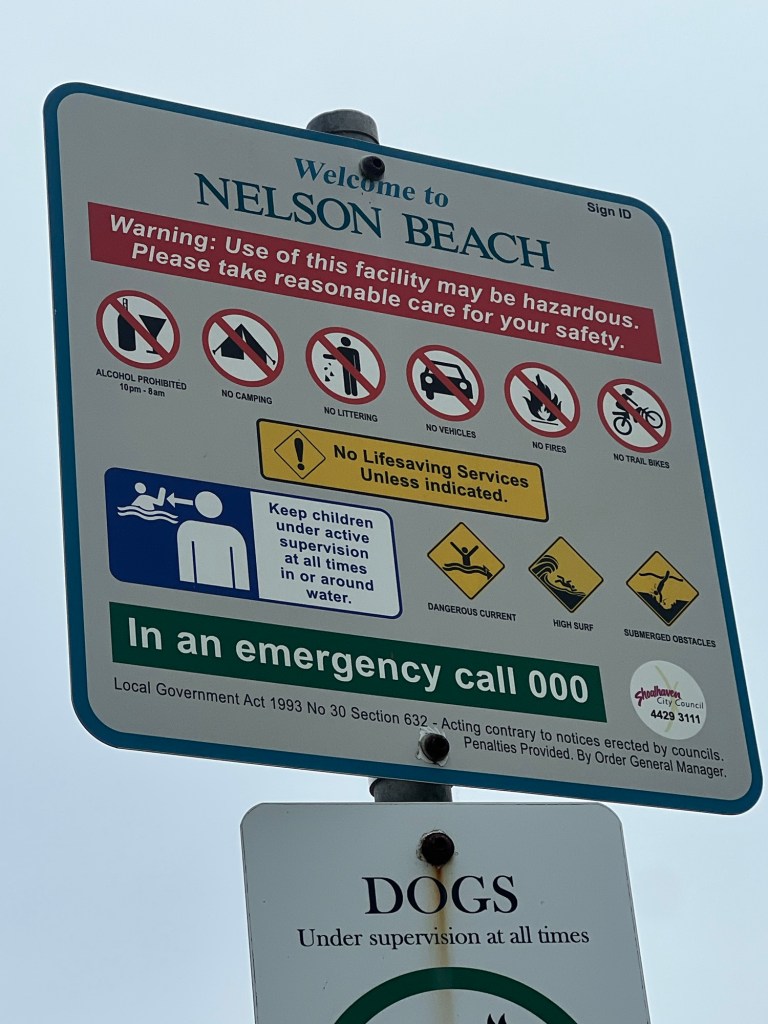 Welcome to
NELSON BEACH
Sign ID
Warning: Use of this facility may be hazardous.
Please take reasonable care for your safety.
ALCOHOL PROHIBITED
10pm - 8am
NO CAMPING
NO LITTERING
NO VEHICLES
NO FIRES
NO TRAIL BIKES
No Lifesaving Services
Unless indicated.
Keep children
under active
supervision
at all times
in or around
water.
DANGEROUS CURRENT
HIGH SURF
SUBMERGED OBSTACLES
In an emergency call 000
Shoalhaven
City Council
4429 3111
Local Government Act 1993 No 30 Section 632 - Acting contrary to notices erected by councils.
Penalties Provided. By Order General Manager.
DOGS
Under supervision at all times